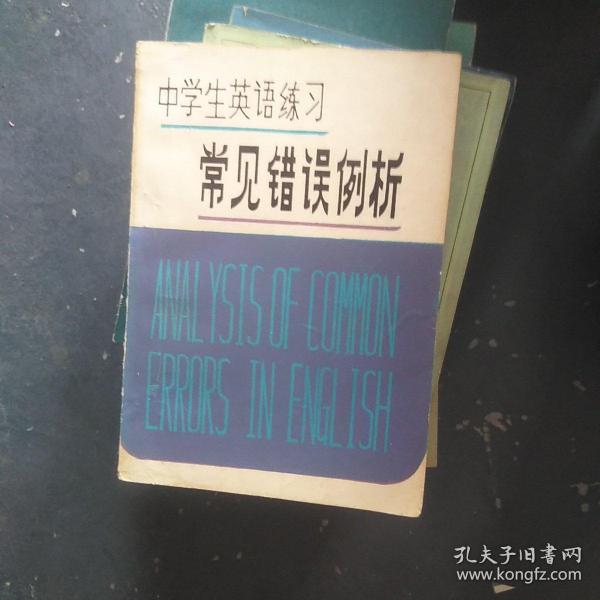 中学生英语练习
常见错误例析
ANALYSIS OF COMMON
ERRORS IN ENGLISH
孔夫子旧书网
www.kongfz.com